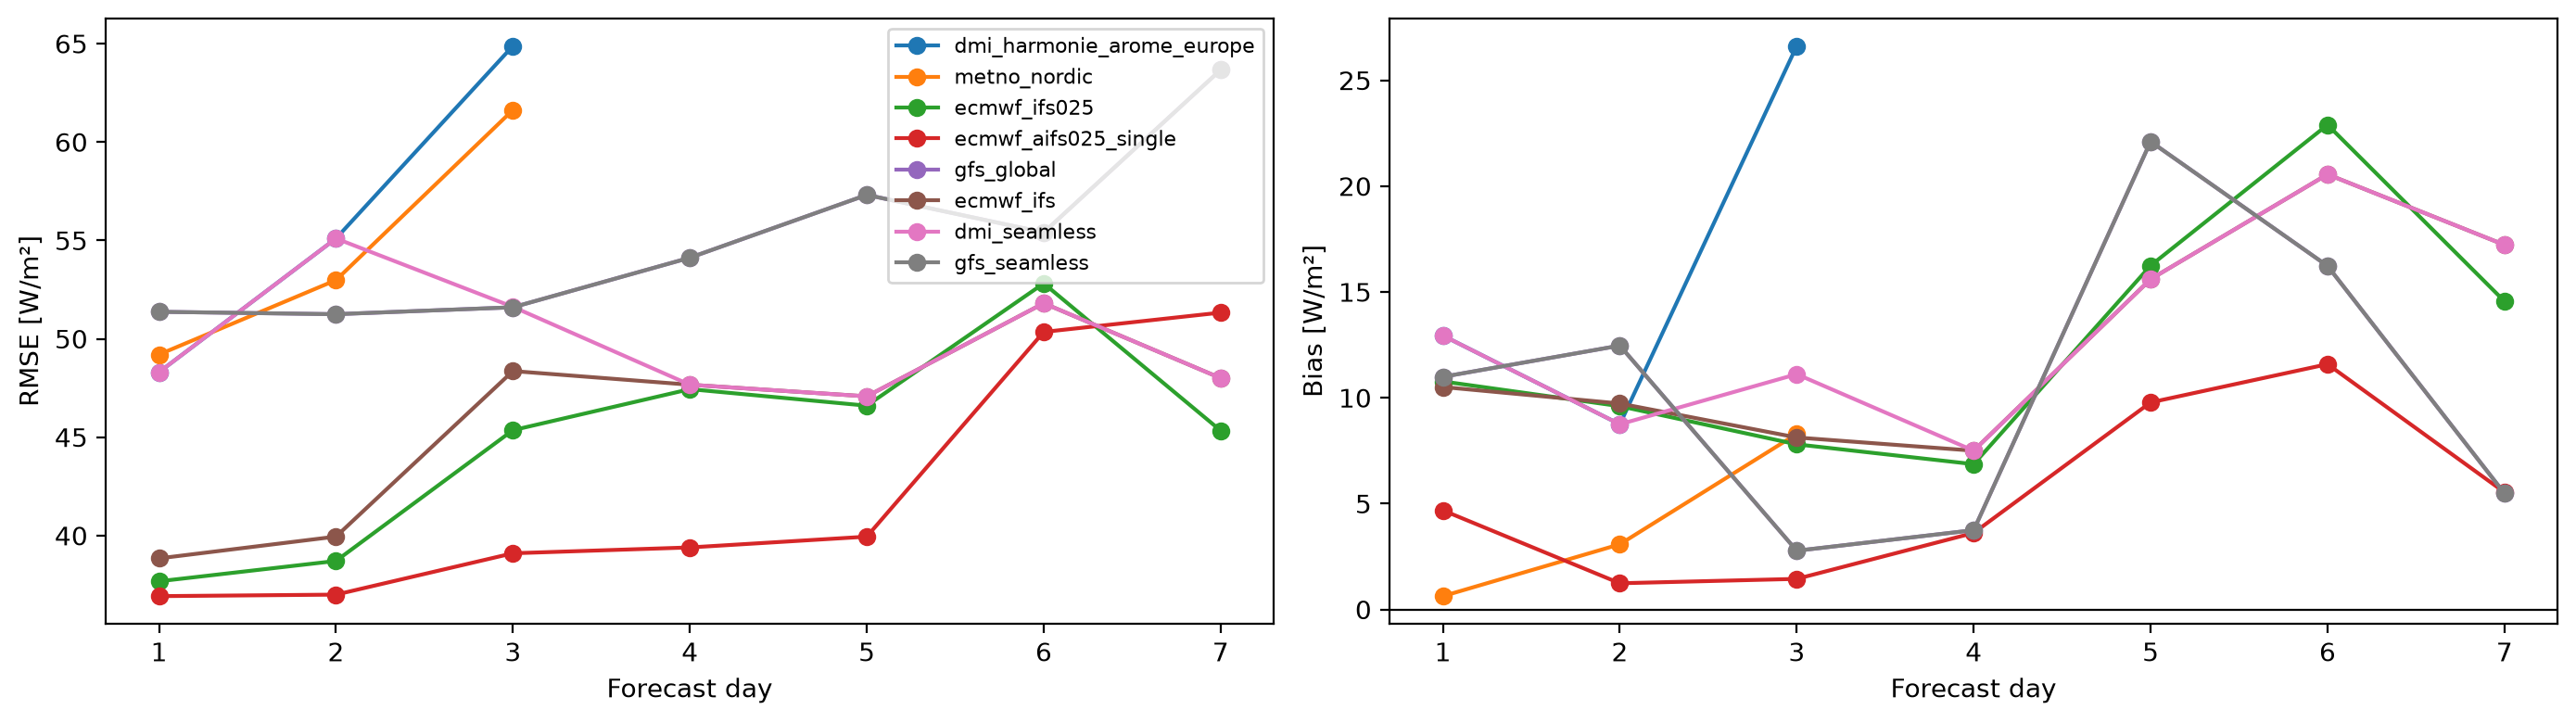 RMSE [W/m²]
65
60
55
50
45
40
1 2 3 4 5 6 7
Forecast day
dmi_harmonie_arome_europe
metno_nordic
ecmwf_ifs025
ecmwf_aifs025_single
gfs_global
ecmwf_ifs
dmi_seamless
gfs_seamless
Bias [W/m²]
25
20
15
10
5
0
1 2 3 4 5 6 7
Forecast day